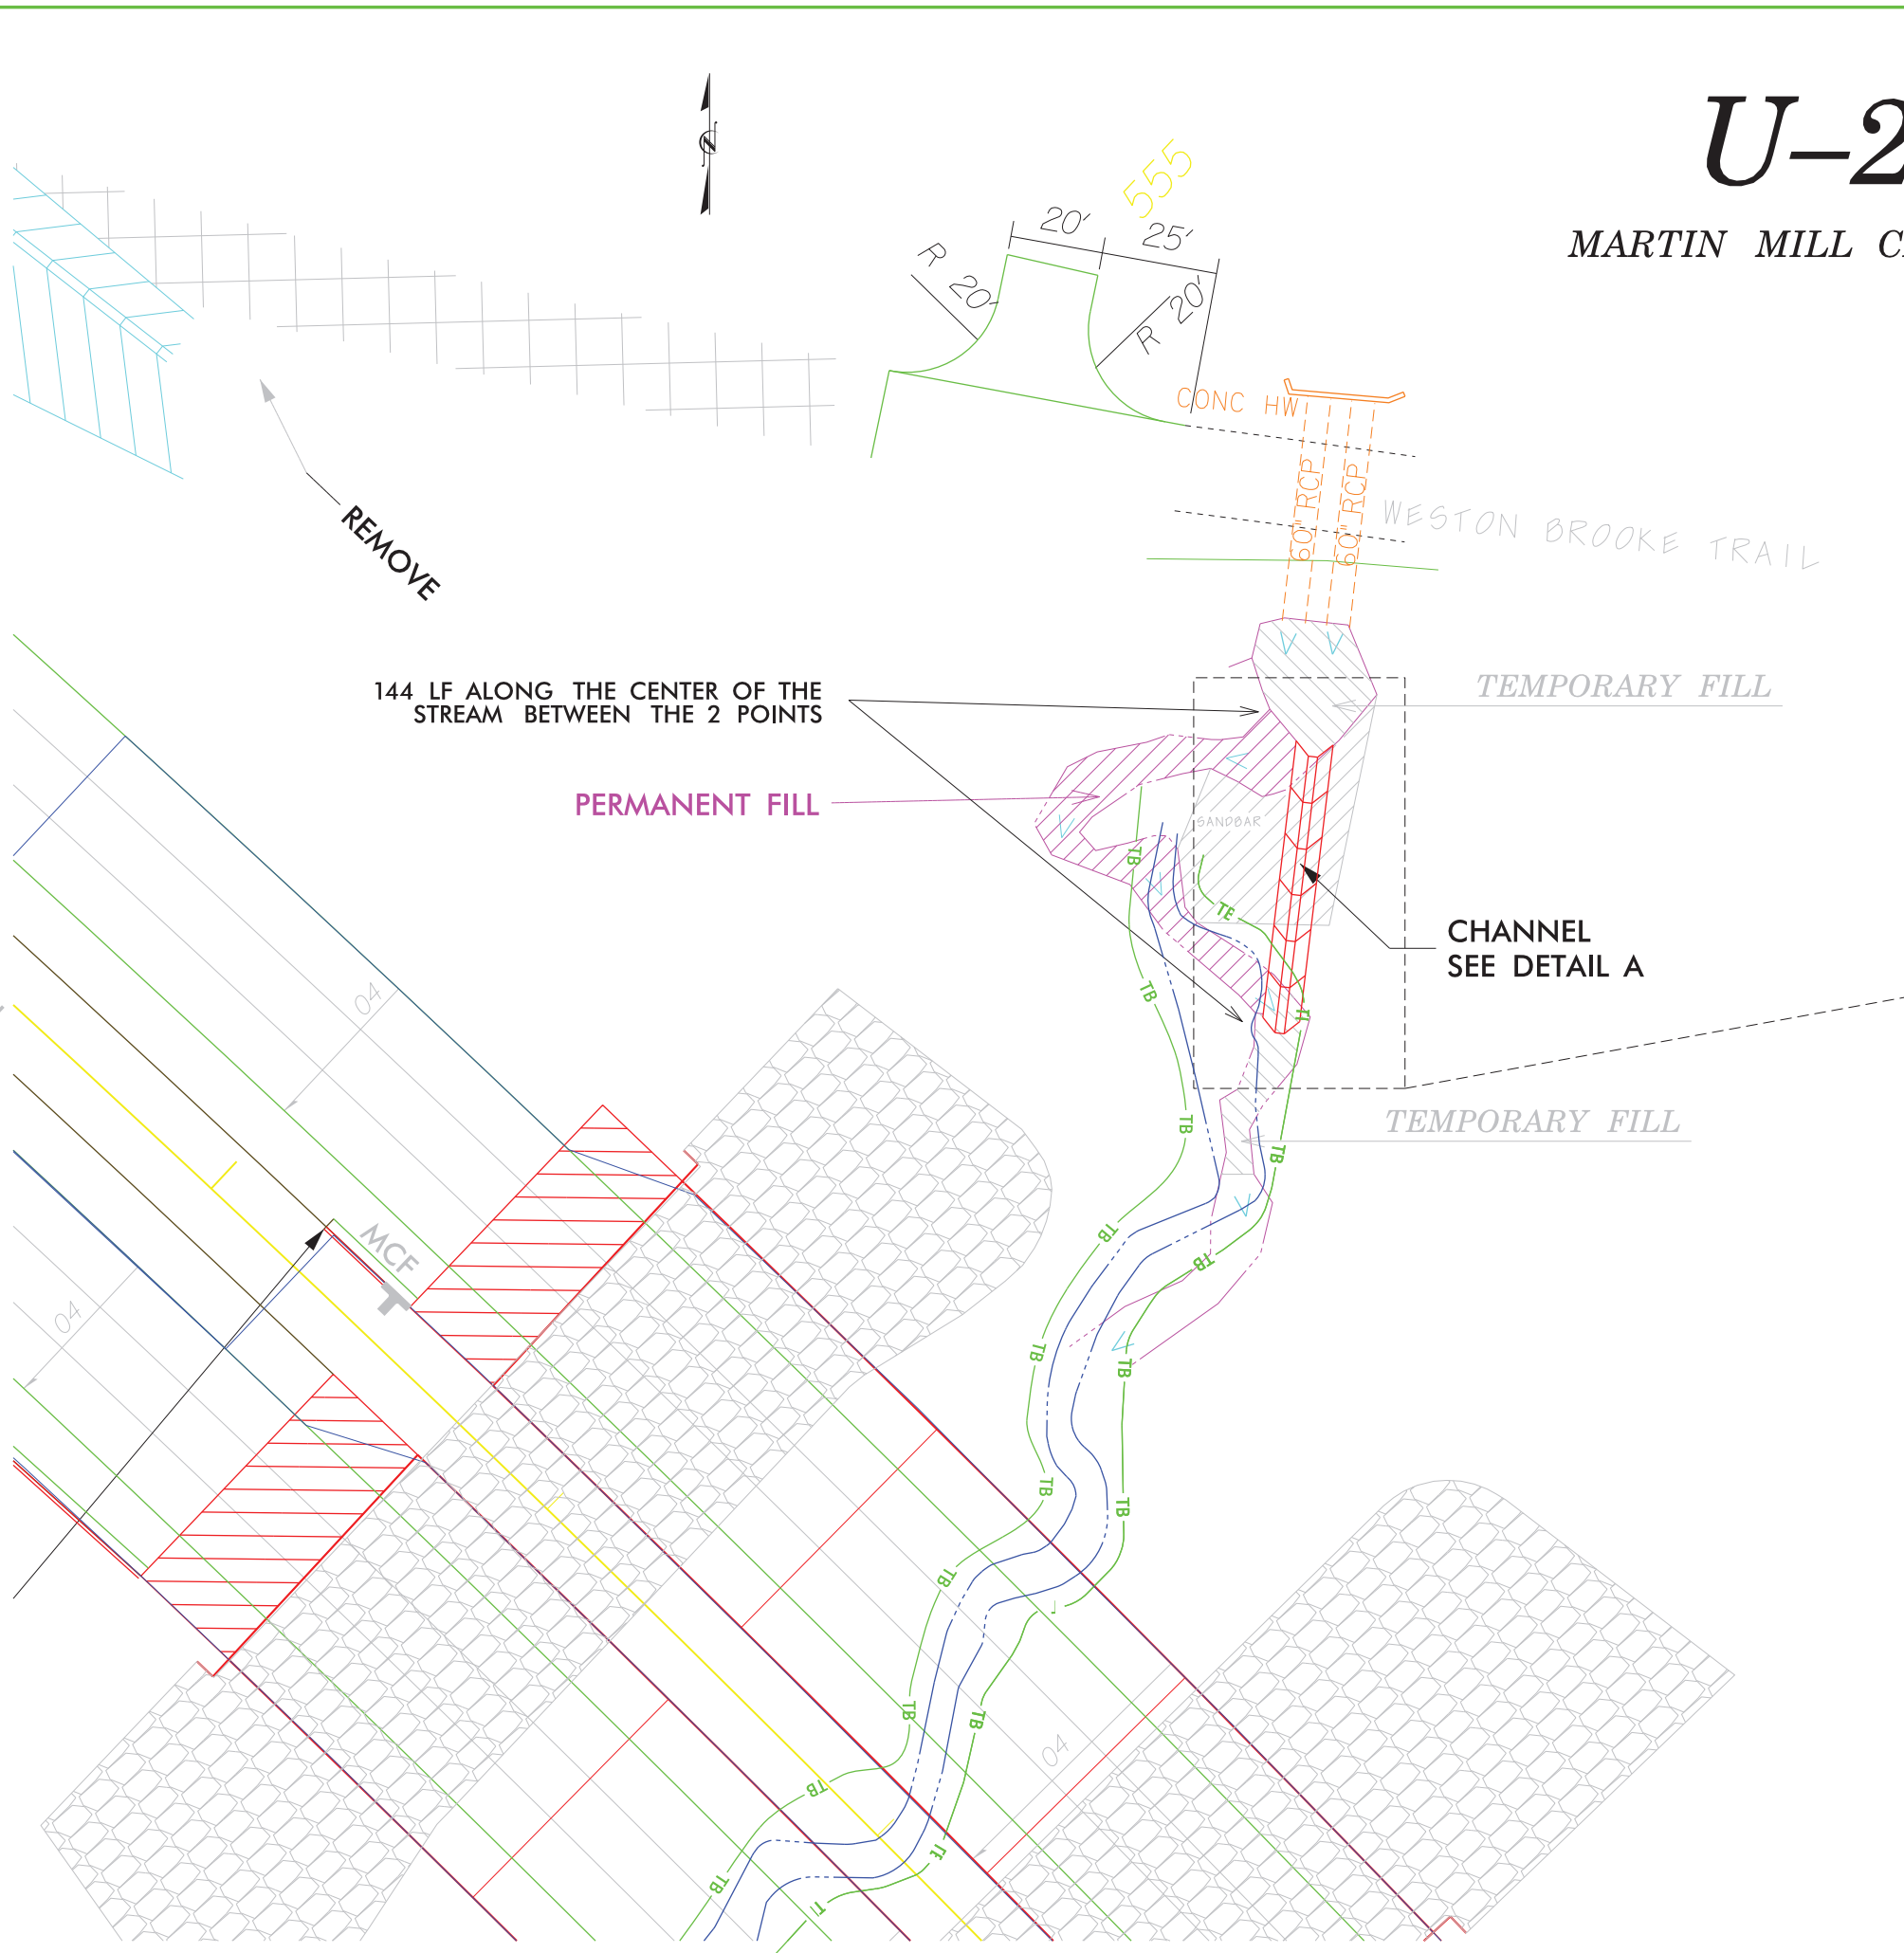 U–2
MARTIN MILL C
N
555
20′
25′
R 20′
R 20′
CONC HW
60" RCP
60" RCP
WESTON BROOKE TRAIL
REMOVE
144 LF ALONG THE CENTER OF THE
STREAM BETWEEN THE 2 POINTS
TEMPORARY FILL
PERMANENT FILL
SANDBAR
TB
TE
CHANNEL
SEE DETAIL A
TB
04
TEMPORARY FILL
TB
TB
TB
TB
MCF
04
TB
TB
TB
TB
TB
TB
TB
04
TB
TB